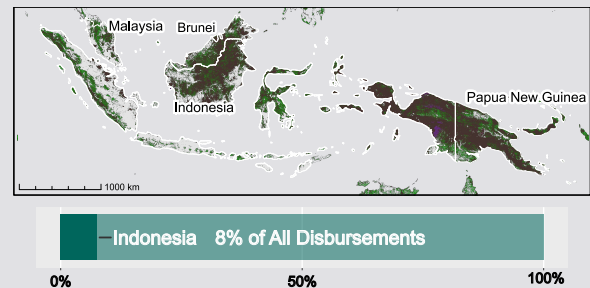 Malaysia
Brunei
Indonesia
Papua New Guinea
1000 km
Indonesia 8% of All Disbursements
0%
50%
100%